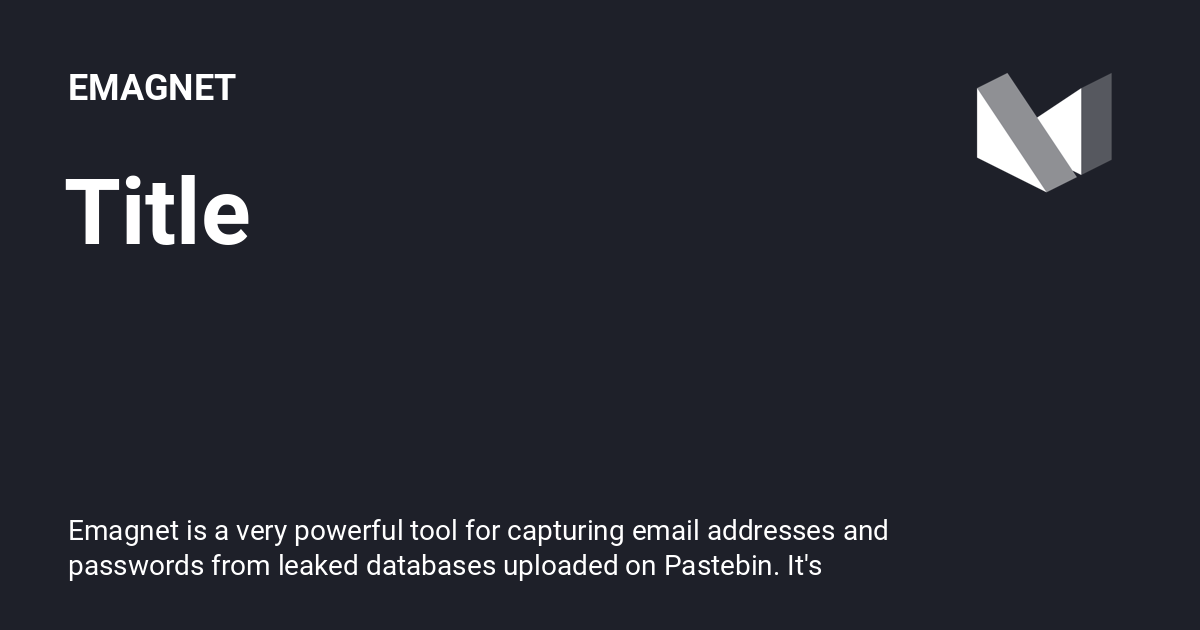 EMAGNET
Title
Emagnet is a very powerful tool for capturing email addresses and
passwords from leaked databases uploaded on Pastebin. It's